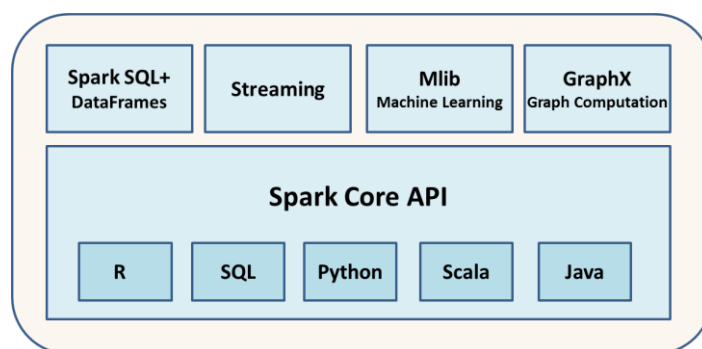 Spark SQL+
DataFrames
Streaming
Mlib
Machine Learning
GraphX
Graph Computation
Spark Core API
R
SQL
Python
Scala
Java